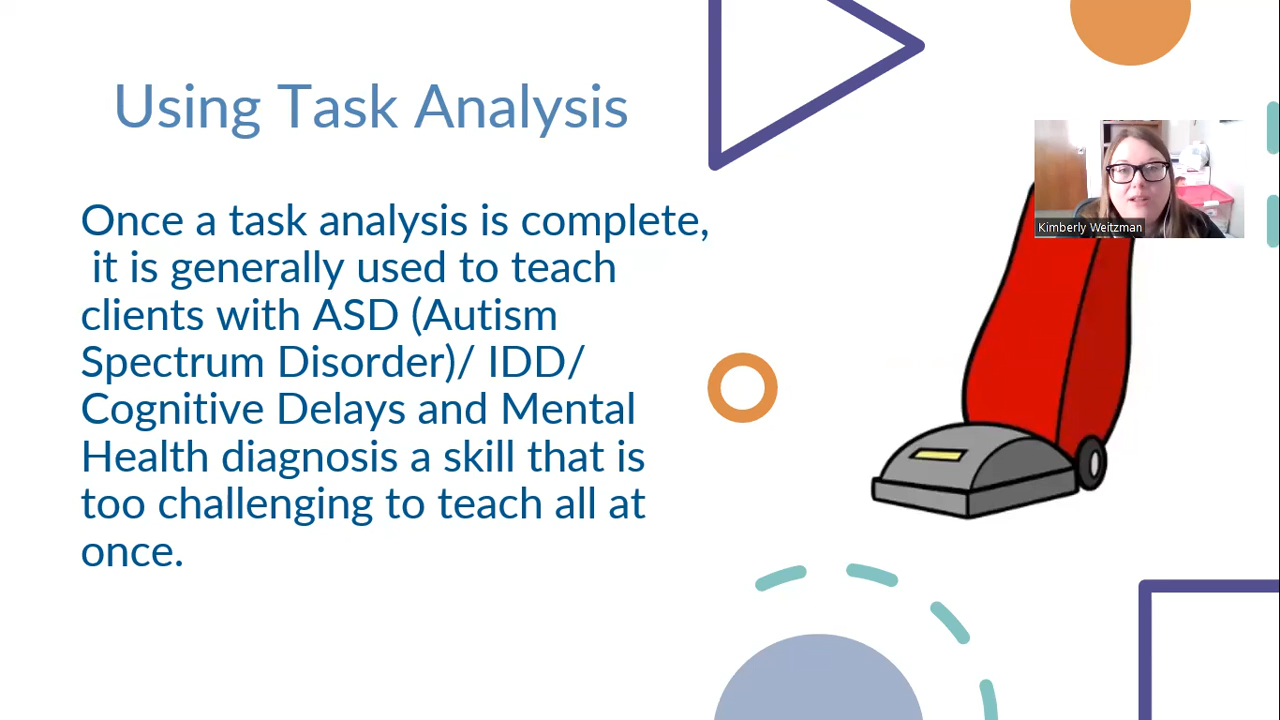 Using Task Analysis
Once a task analysis is complete,
it is generally used to teach
clients with ASD (Autism
Spectrum Disorder)/ IDD/
Cognitive Delays and Mental
Health diagnosis a skill that is
too challenging to teach all at
once.
Kimberly Weitzman